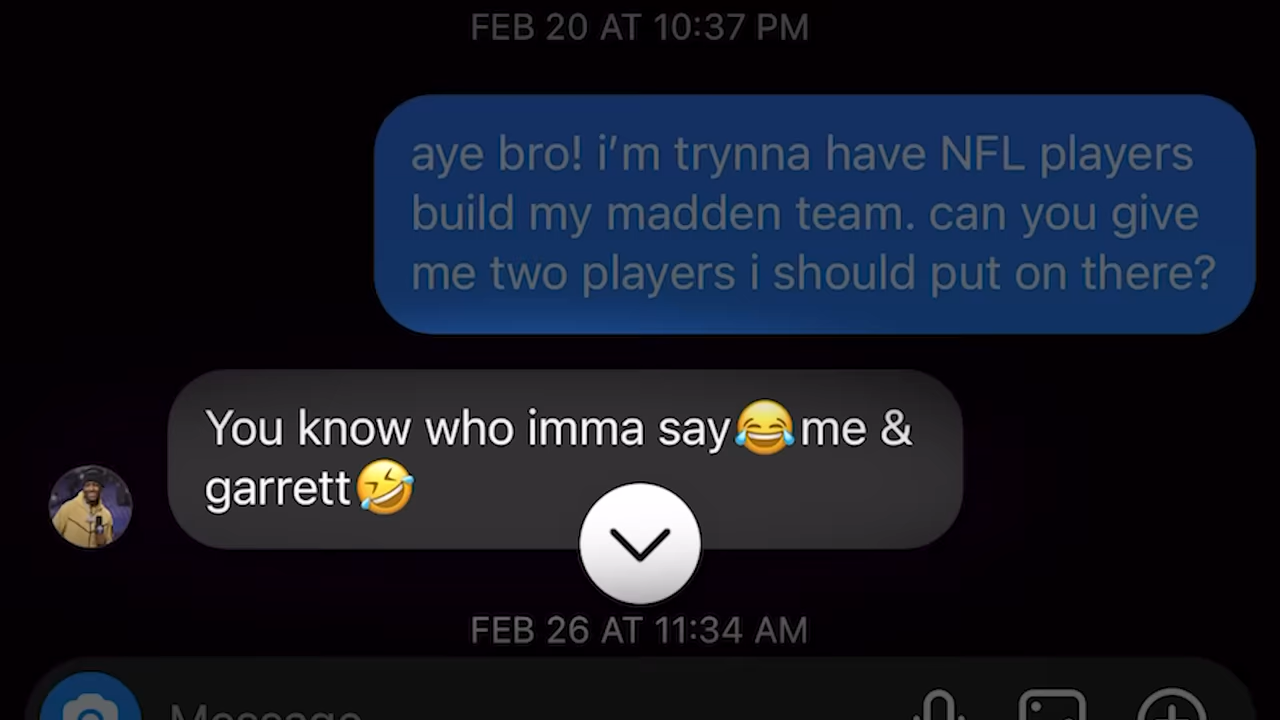 FEB 20 AT 10:37 PM
aye bro! i'm trynna have NFL players
build my madden team. can you give
me two players i should put on there?
You know who imma say😂me &
garrett🤣
FEB 26 AT 11:34 AM
Message